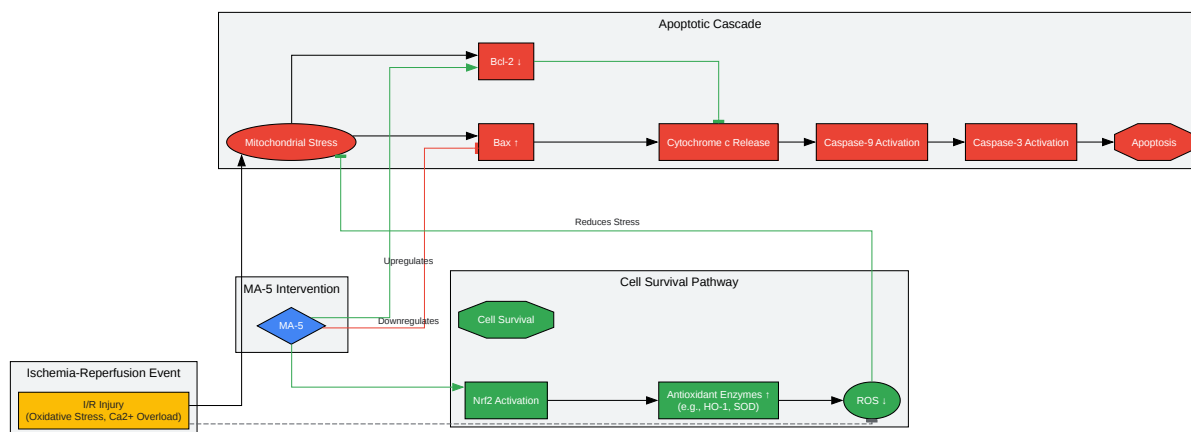 Apoptotic Cascade
Bcl-2 ↓
Mitochondrial Stress
Bax ↑
Cytochrome c Release
Caspase-9 Activation
Caspase-3 Activation
Apoptosis
Reduces Stress
Upregulates
MA-5 Intervention
MA-5
Downregulates
Cell Survival Pathway
Cell Survival
Ischemia-Reperfusion Event
I/R Injury
(Oxidative Stress, Ca2+ Overload)
Nrf2 Activation
Antioxidant Enzymes ↑
(e.g., HO-1, SOD)
ROS ↓